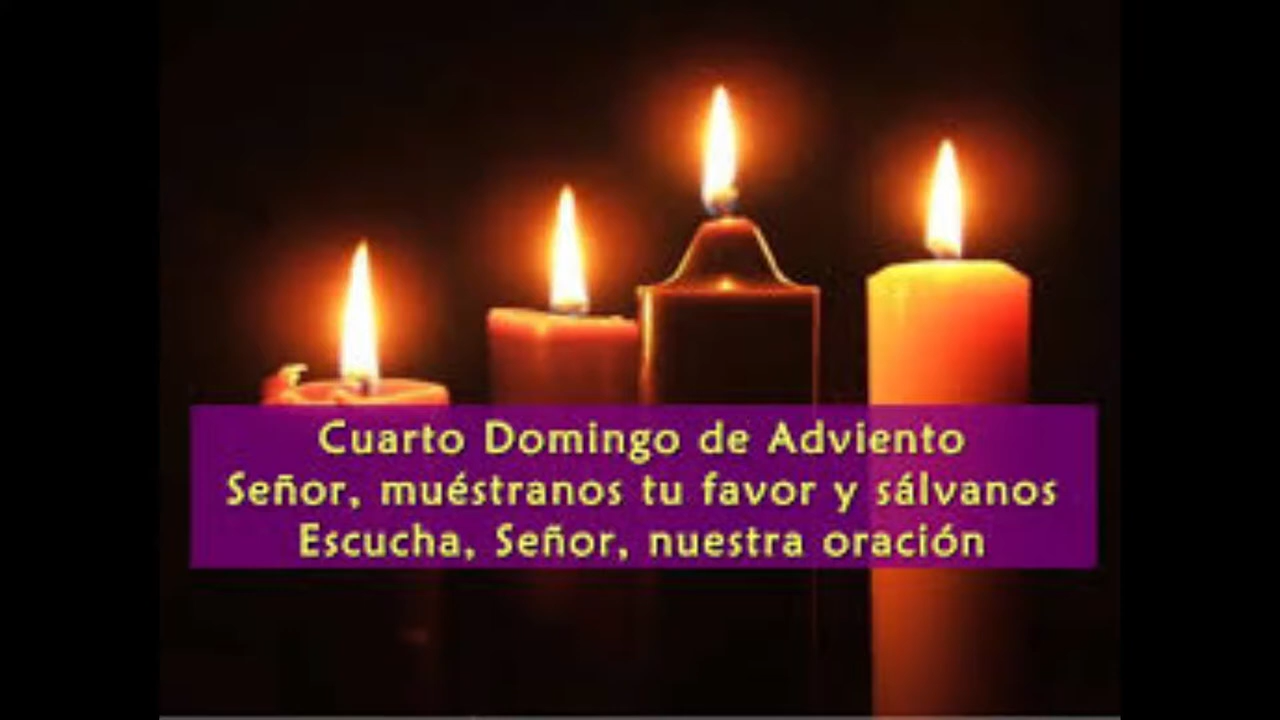 Cuarto Domingo de Adviento
Señor, muéstranos tu favor y sálvanos
Escucha, Señor, nuestra oración